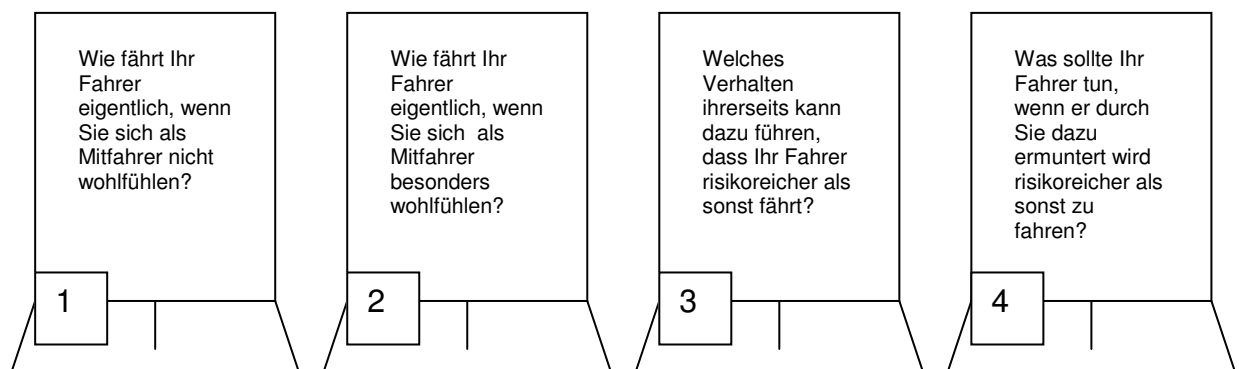 Wie fährt Ihr
Fahrer
eigentlich, wenn
Sie sich als
Mitfahrer nicht
wohlfühlen?
1
Wie fährt Ihr
Fahrer
eigentlich, wenn
Sie sich  als
Mitfahrer
besonders
wohlfühlen?
2
Welches
Verhalten
ihrerseits kann
dazu führen,
dass Ihr Fahrer
risikoreicher als
sonst fährt?
3
Was sollte Ihr
Fahrer tun,
wenn er durch
Sie dazu
ermuntert wird
risikoreicher als
sonst zu
fahren?
4